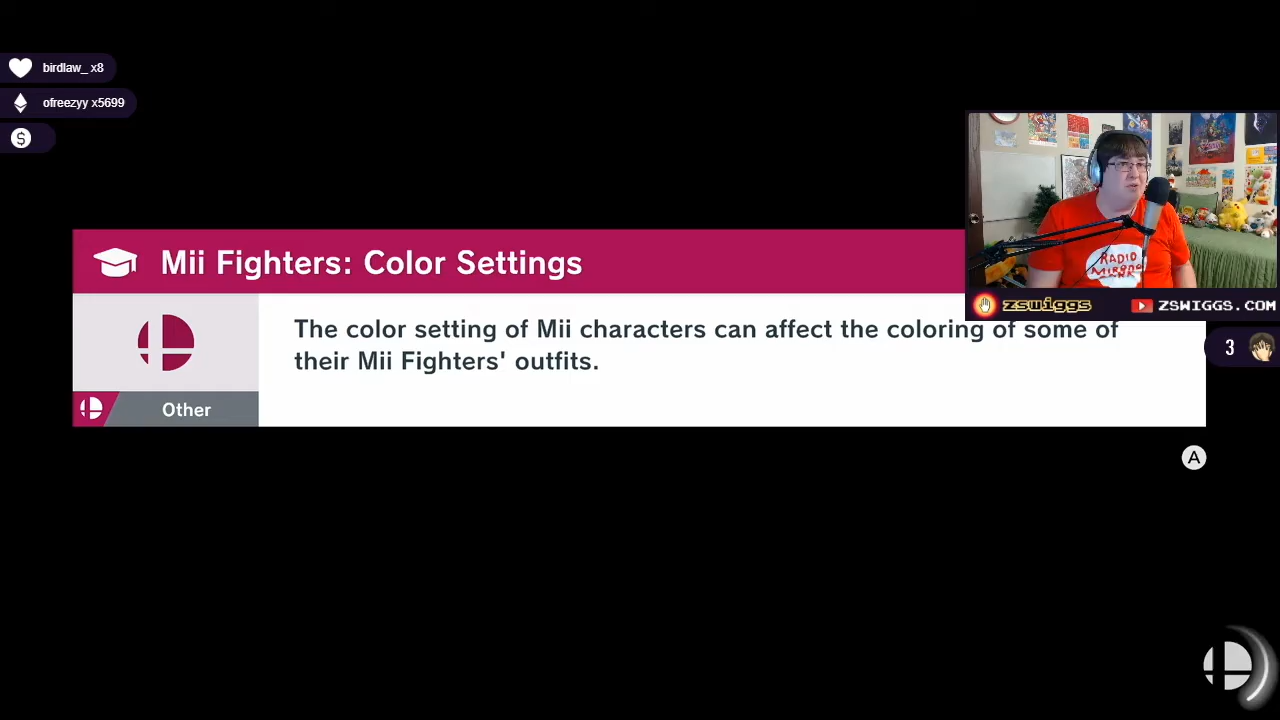 birdlaw_ x8
ofreezyy x5699
$
Mii Fighters: Color Settings
The color setting of Mii characters can affect the coloring of some of
their Mii Fighters' outfits.
Other
RADIO
zswiggs
ZSWIGGS.COM
3
A